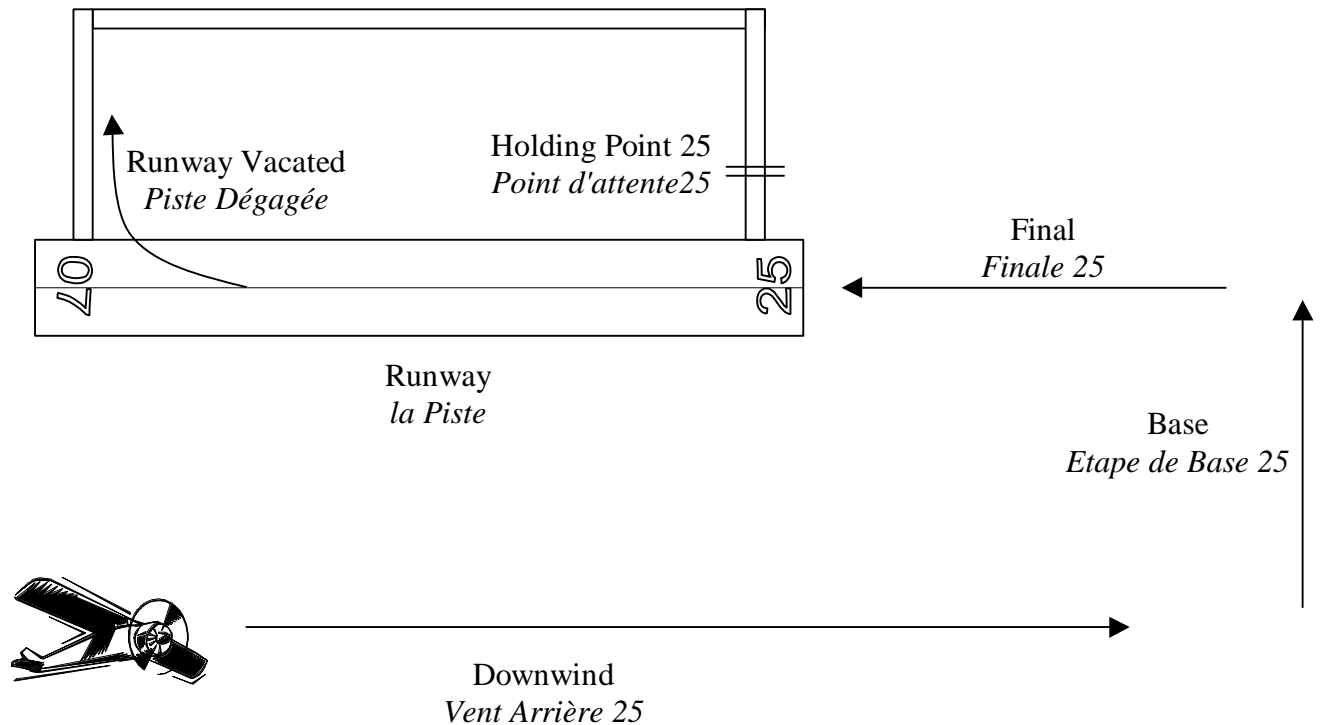 Runway Vacated
Piste Dégagée
Holding Point 25
Point d'attente25
Final
Finale 25
07
25
Runway
la Piste
Base
Etape de Base 25
Downwind
Vent Arrière 25